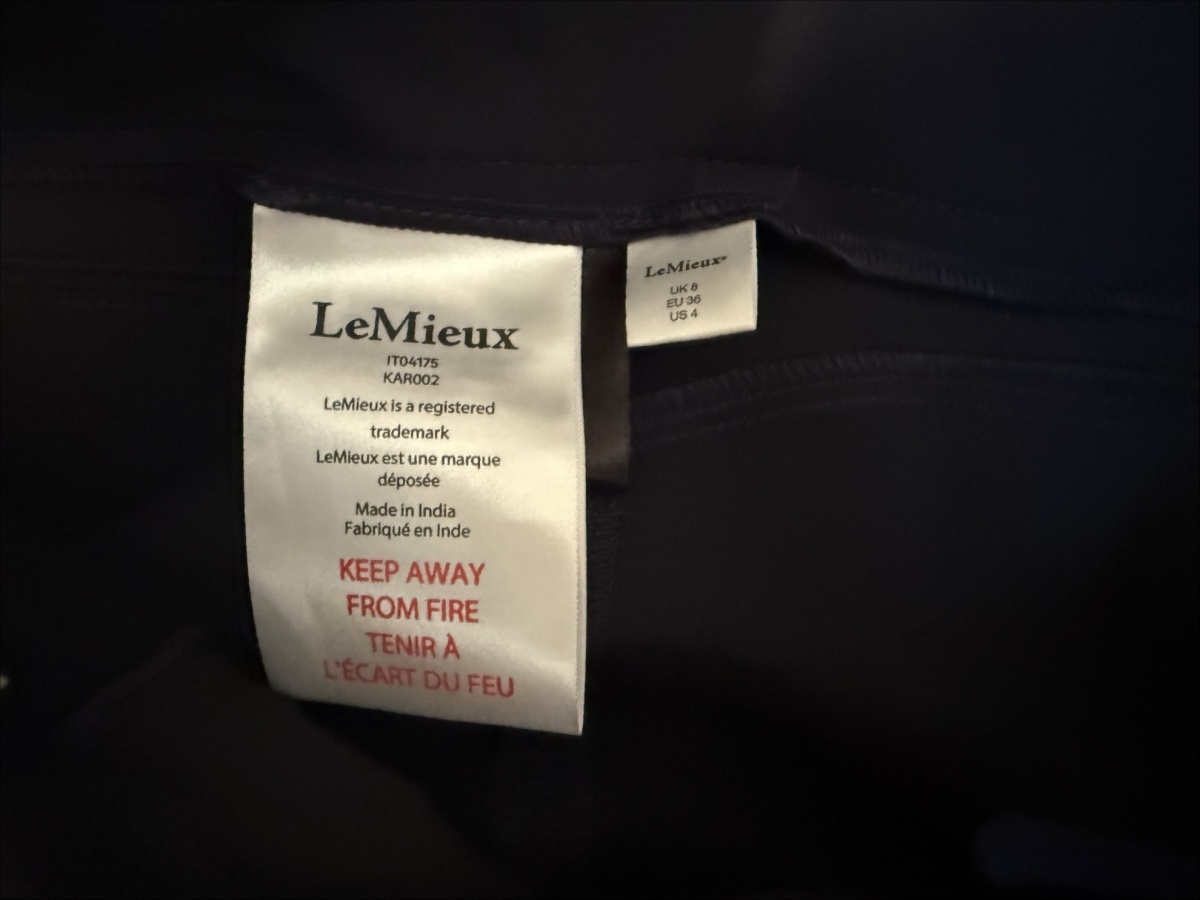 LeMieux
IT04175
KAR002
LeMieux is a registered
trademark
LeMieux est une marque
déposée
Made in India
Fabriqué en Inde
KEEP AWAY
FROM FIRE
TENIR À
L'ÉCART DU FEU
LeMieux®
UK 8
EU 36
US 4